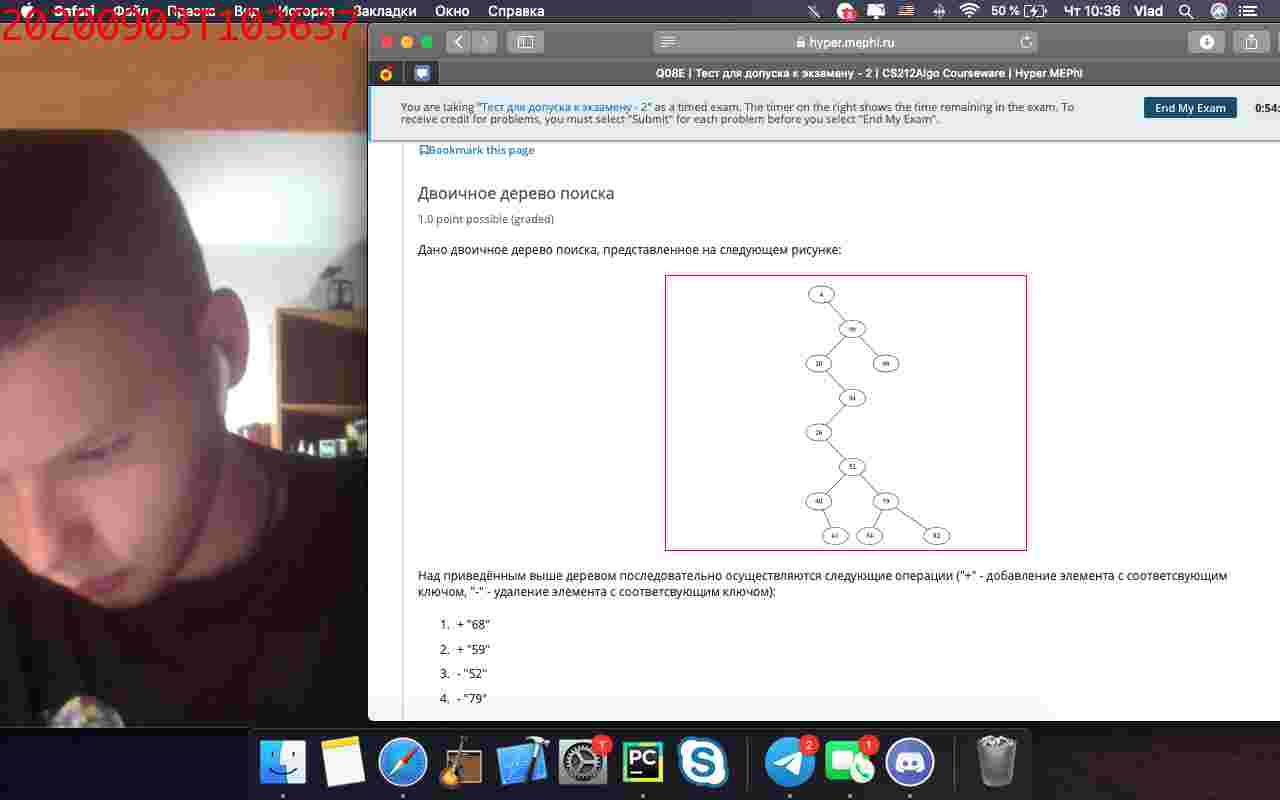 Safari Файл Правка Вид История Закладки Окно Справка
50 % Чт 10:36 Vlad
20200903T103637
hyper.mephi.ru
Q08E | Тест для допуска к экзамену - 2 | CS212Algo Courseware | Hyper.MEPhI
You are taking "Тест для допуска к экзамену - 2" as a timed exam. The timer on the right shows the time remaining in the exam. To
receive credit for problems, you must select "Submit" for each problem before you select "End My Exam".
End My Exam
0:54:
Bookmark this page
Двоичное дерево поиска
1.0 point possible (graded)
Дано двоичное дерево поиска, представленное на следующем рисунке:
Над приведённым выше деревом последовательно осуществляются следующие операции ("+" - добавление элемента с соответсвующим
ключом, "-" - удаление элемента с соответсвующим ключом):
1. + "68"
2. + "59"
3. - "52"
4. - "79"
PC
2
1